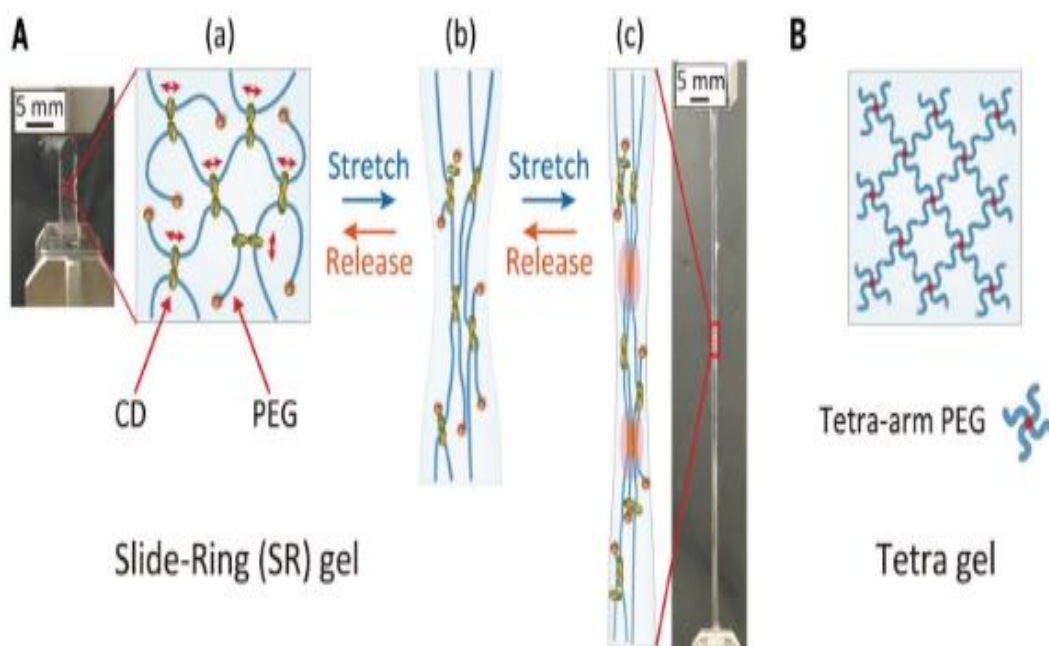 A
(a)
(b)
(c)
B
5 mm
5 mm
Stretch
Release
Stretch
Release
CD
PEG
Tetra-arm PEG
Slide-Ring (SR) gel
Tetra gel